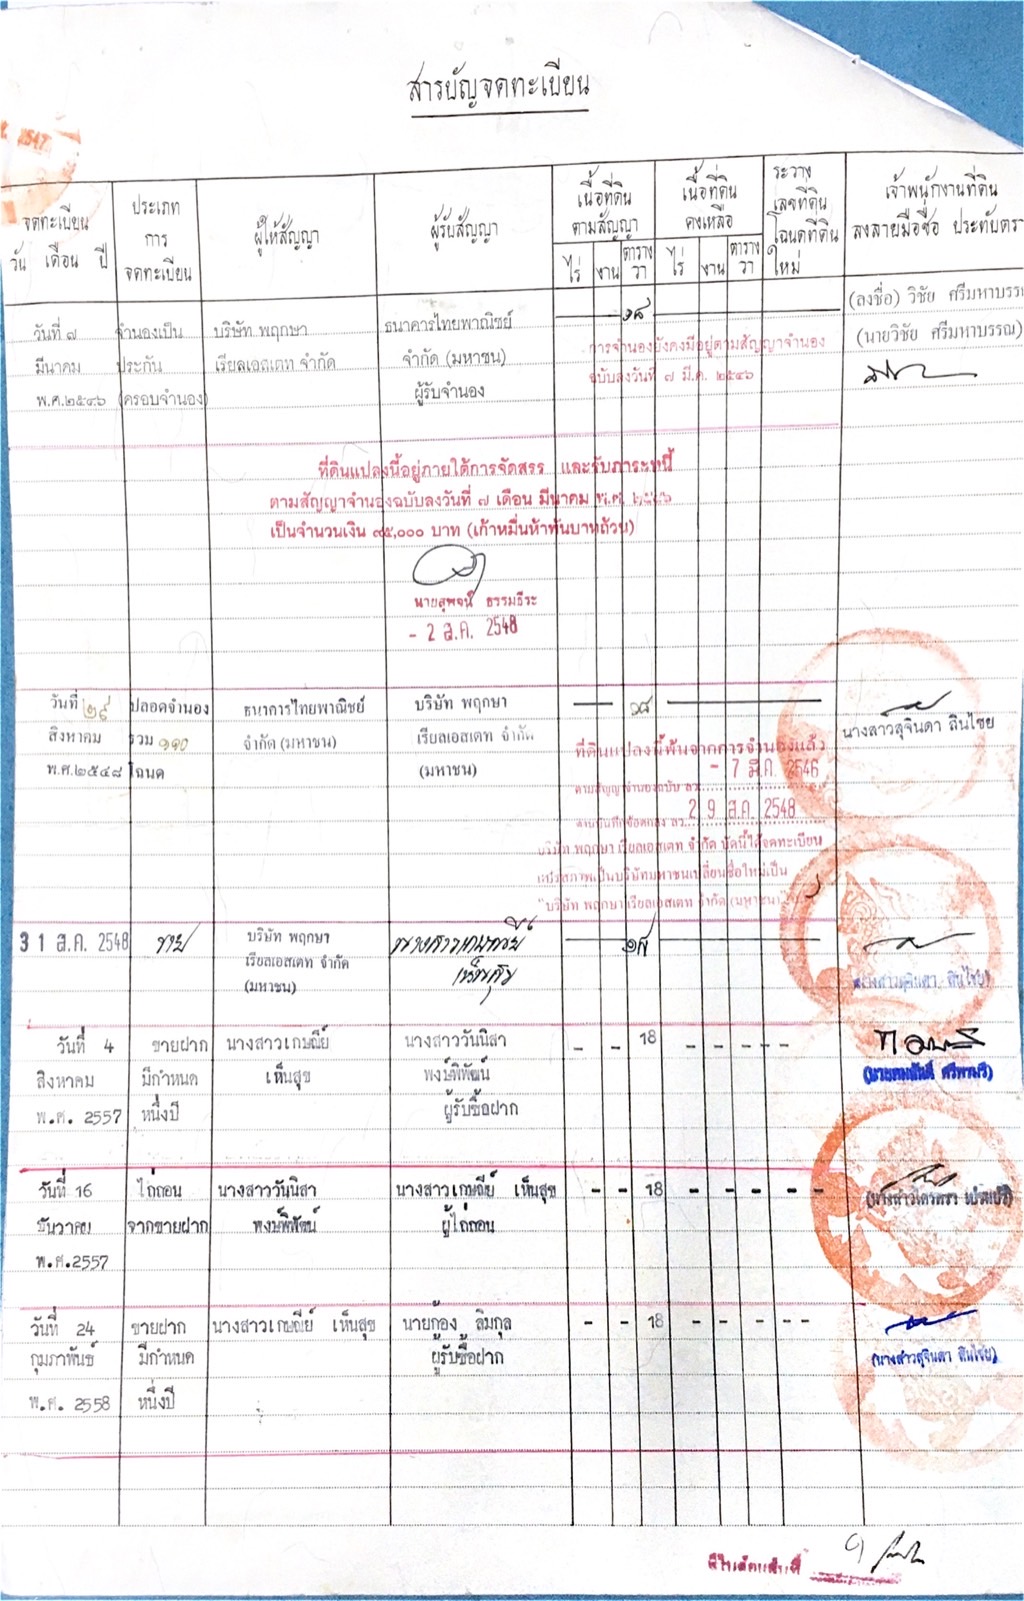 สารบัญจดทะเบียน
2547
จดทะเบียน
วัน เดือน ปี
ประเภท
การ
จดทะเบียน
ผู้ให้สัญญา
ผู้รับสัญญา
เนื้อที่ดิน
ตามสัญญา
ไร่ งาน ตาราง
วา
เนื้อที่ดิน
คงเหลือ
ไร่ งาน ตาราง
วา
ระวาง
เลขที่ดิน
โฉนดที่ดิน
ใหม่
เจ้าพนักงานที่ดิน
ลงลายมือชื่อ ประทับตรา
วันที่ ๗
มีนาคม
พ.ศ.๒๕๔๖
จำนองเป็น
ประกัน
(ครอบจำนอง)
บริษัท พฤกษา
เรียลเอสเตท จำกัด
ธนาคารไทยพาณิชย์
จำกัด (มหาชน)
ผู้รับจำนอง
๑๘
การจำนองยังคงมีอยู่ตามสัญญาจำนอง
ฉบับลงวันที่ ๗ มี.ค. ๒๕๔๖
(ลงชื่อ) วิชัย ศรีมหาบรรณ
(นายวิชัย ศรีมหาบรรณ)
ที่ดินแปลงนี้อยู่ภายใต้การจัดสรร และรับภาระหนี้
ตามสัญญาจำนองฉบับลงวันที่ ๗ เดือน มีนาคม พ.ศ. ๒๕๔๖
เป็นจำนวนเงิน ๙๕,๐๐๐ บาท (เก้าหมื่นห้าพันบาทถ้วน)
นายสุพจน์ ธรรมธีระ
- 2 ส.ค. 2548
วันที่ ๒๙
สิงหาคม
พ.ศ.๒๕๔๘
ปลอดจำนอง
รวม ๑๑๐
โฉนด
ธนาคารไทยพาณิชย์
จำกัด (มหาชน)
บริษัท พฤกษา
เรียลเอสเตท จำกัด
(มหาชน)
๑๘
นางสาวสุจินดา สินไชย
ที่ดินแปลงนี้พ้นจากการจำนองแล้ว
ตามสัญญาจำนองฉบับ ลว. - 7 มี.ค. 2546
ตามบันทึกข้อตกลง ลว. 2 9 ส.ค. 2548
บริษัท พฤกษา เรียลเอสเตท จำกัด บัดนี้ได้จดทะเบียน
แปรสภาพเป็นบริษัทมหาชนเปลี่ยนชื่อใหม่เป็น
"บริษัท พฤกษา เรียลเอสเตท จำกัด (มหาชน)"
3 1 ส.ค. 2548
ขาย
บริษัท พฤกษา
เรียลเอสเตท จำกัด
(มหาชน)
นางสาวเกษณีย์
เห็นสุข
๑๘
(นางสาวสุจินดา สินไชย)
วันที่ 4
สิงหาคม
พ.ศ. 2557
ขายฝาก
มีกำหนด
หนึ่งปี
นางสาวเกษณีย์
เห็นสุข
นางสาววันนิสา
พงษ์พิพัฒน์
ผู้รับซื้อฝาก
- - 18 - - - - -
วันที่ 16
ธันวาคม
พ.ศ.2557
ไถ่ถอน
จากขายฝาก
นางสาววันนิสา
พงษ์พิพัฒน์
นางสาวเกษณีย์ เห็นสุข
ผู้ไถ่ถอน
- - 18 - - - - -
วันที่ 24
กุมภาพันธ์
พ.ศ. 2558
ขายฝาก
มีกำหนด
หนึ่งปี
นางสาวเกษณีย์ เห็นสุข
นายก้อง ลิมกุล
ผู้รับซื้อฝาก
- - 18 - - - - -
(นางสาวสุจินดา สินไชย)
มีใบต่อแผ่นที่